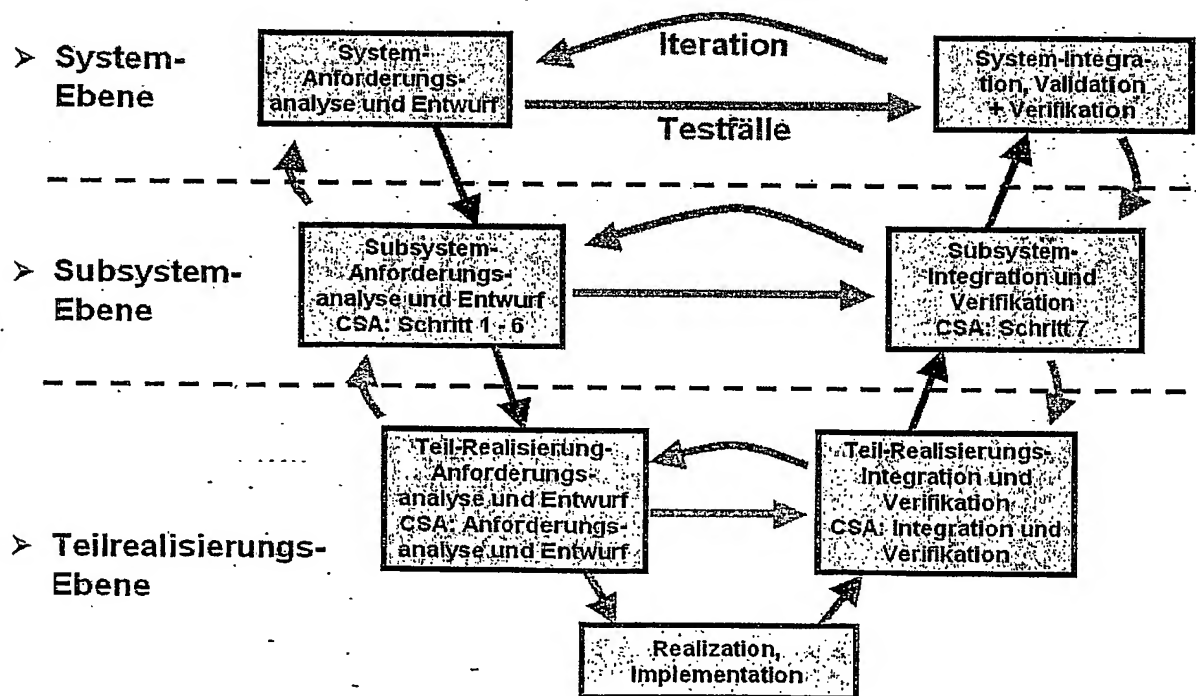 ➢ System-
Ebene
System-
Anforderungs-
analyse und Entwurf
Iteration
Testfälle
System-Integra-
tion, Validation
+ Verifikation
➢ Subsystem-
Ebene
Subsystem-
Anforderungs-
analyse und Entwurf
CSA: Schritt 1 - 6
Subsystem-
Integration und
Verifikation
CSA: Schritt 7
➢ Teilrealisierungs-
Ebene
Teil-Realisierung-
Anforderungs-
analyse und Entwurf
CSA: Anforderungs-
analyse und Entwurf
Teil-Realisierungs-
Integration und
Verifikation
CSA: Integration und
Verifikation
Realization,
Implementation